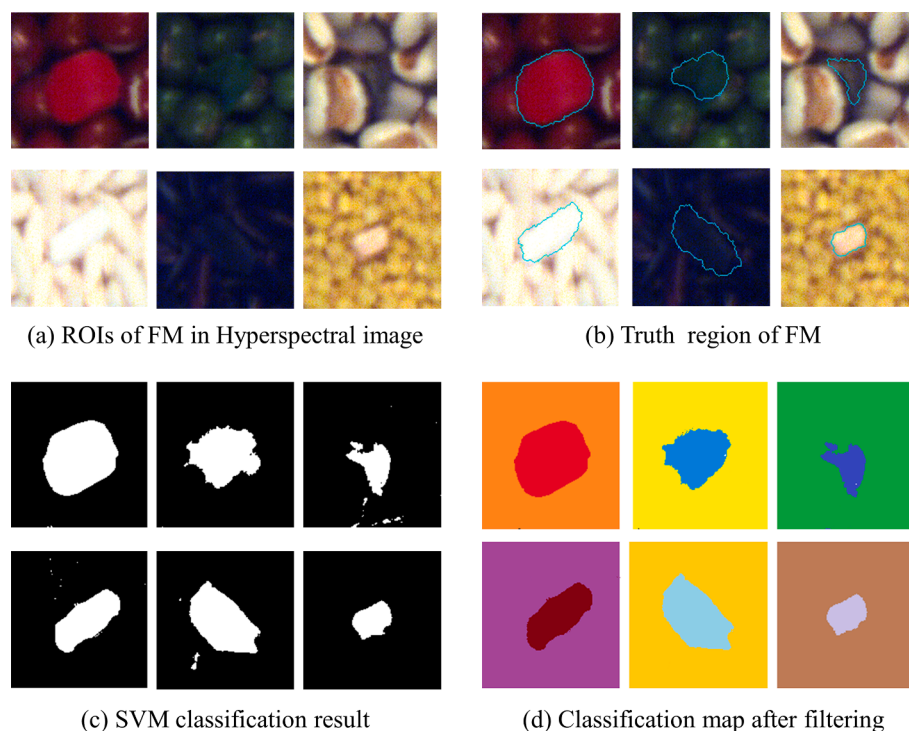 (a) ROIs of FM in Hyperspectral image
(b) Truth region of FM
(c) SVM classification result
(d) Classification map after filtering